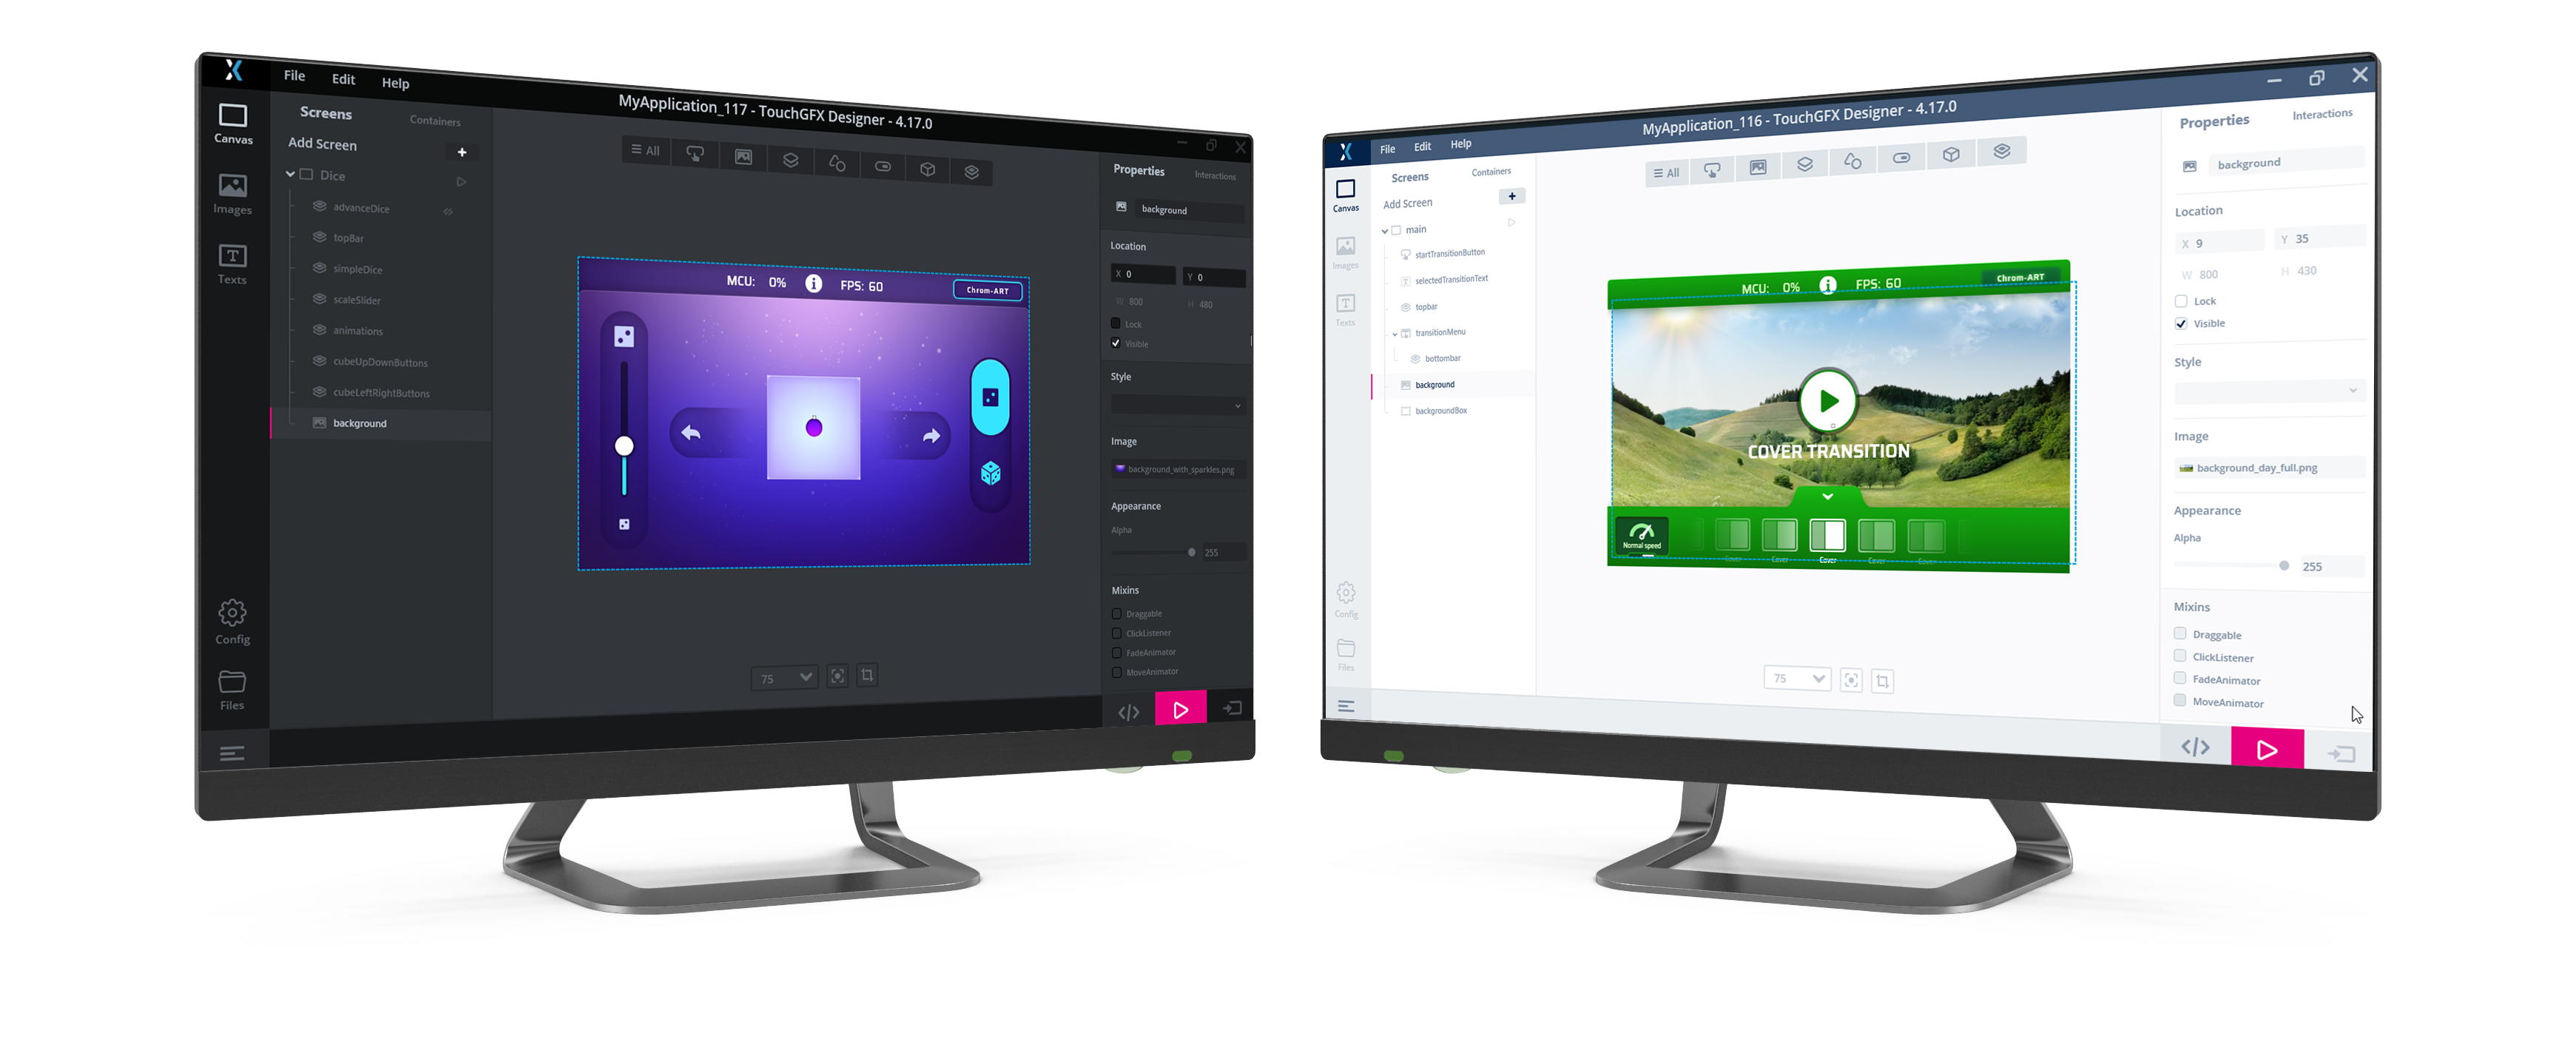 File Edit Help
MyApplication_117 - TouchGFX Designer - 4.17.0
Canvas
Images
Texts
Config
Files
Screens Containers
Add Screen +
Dice
advanceDice
topBar
simpleDice
scaleSlider
animations
cubeUpDownButtons
cubeLeftRightButtons
background
All
MCU: 0% i FPS: 60 Chrom-ART
75
Properties Interactions
background
Location
X 0 Y 0
W 800 H 480
Lock
Visible
Style
Image
background_with_sparkles.png
Appearance
Alpha
255
Mixins
Draggable
ClickListener
FadeAnimator
MoveAnimator
</>
File Edit Help
MyApplication_116 - TouchGFX Designer - 4.17.0
Canvas
Images
Texts
Config
Files
Screens Containers
Add Screen +
main
startTransitionButton
selectedTransitionText
topbar
transitionMenu
bottombar
background
backgroundBox
All
MCU: 0% i FPS: 60 Chrom-ART
COVER TRANSITION
Normal speed
Cover Cover Cover Cover Cover
75
Properties Interactions
background
Location
X 9 Y 35
W 800 H 430
Lock
Visible
Style
Image
background_day_full.png
Appearance
Alpha
255
Mixins
Draggable
ClickListener
FadeAnimator
MoveAnimator
</>